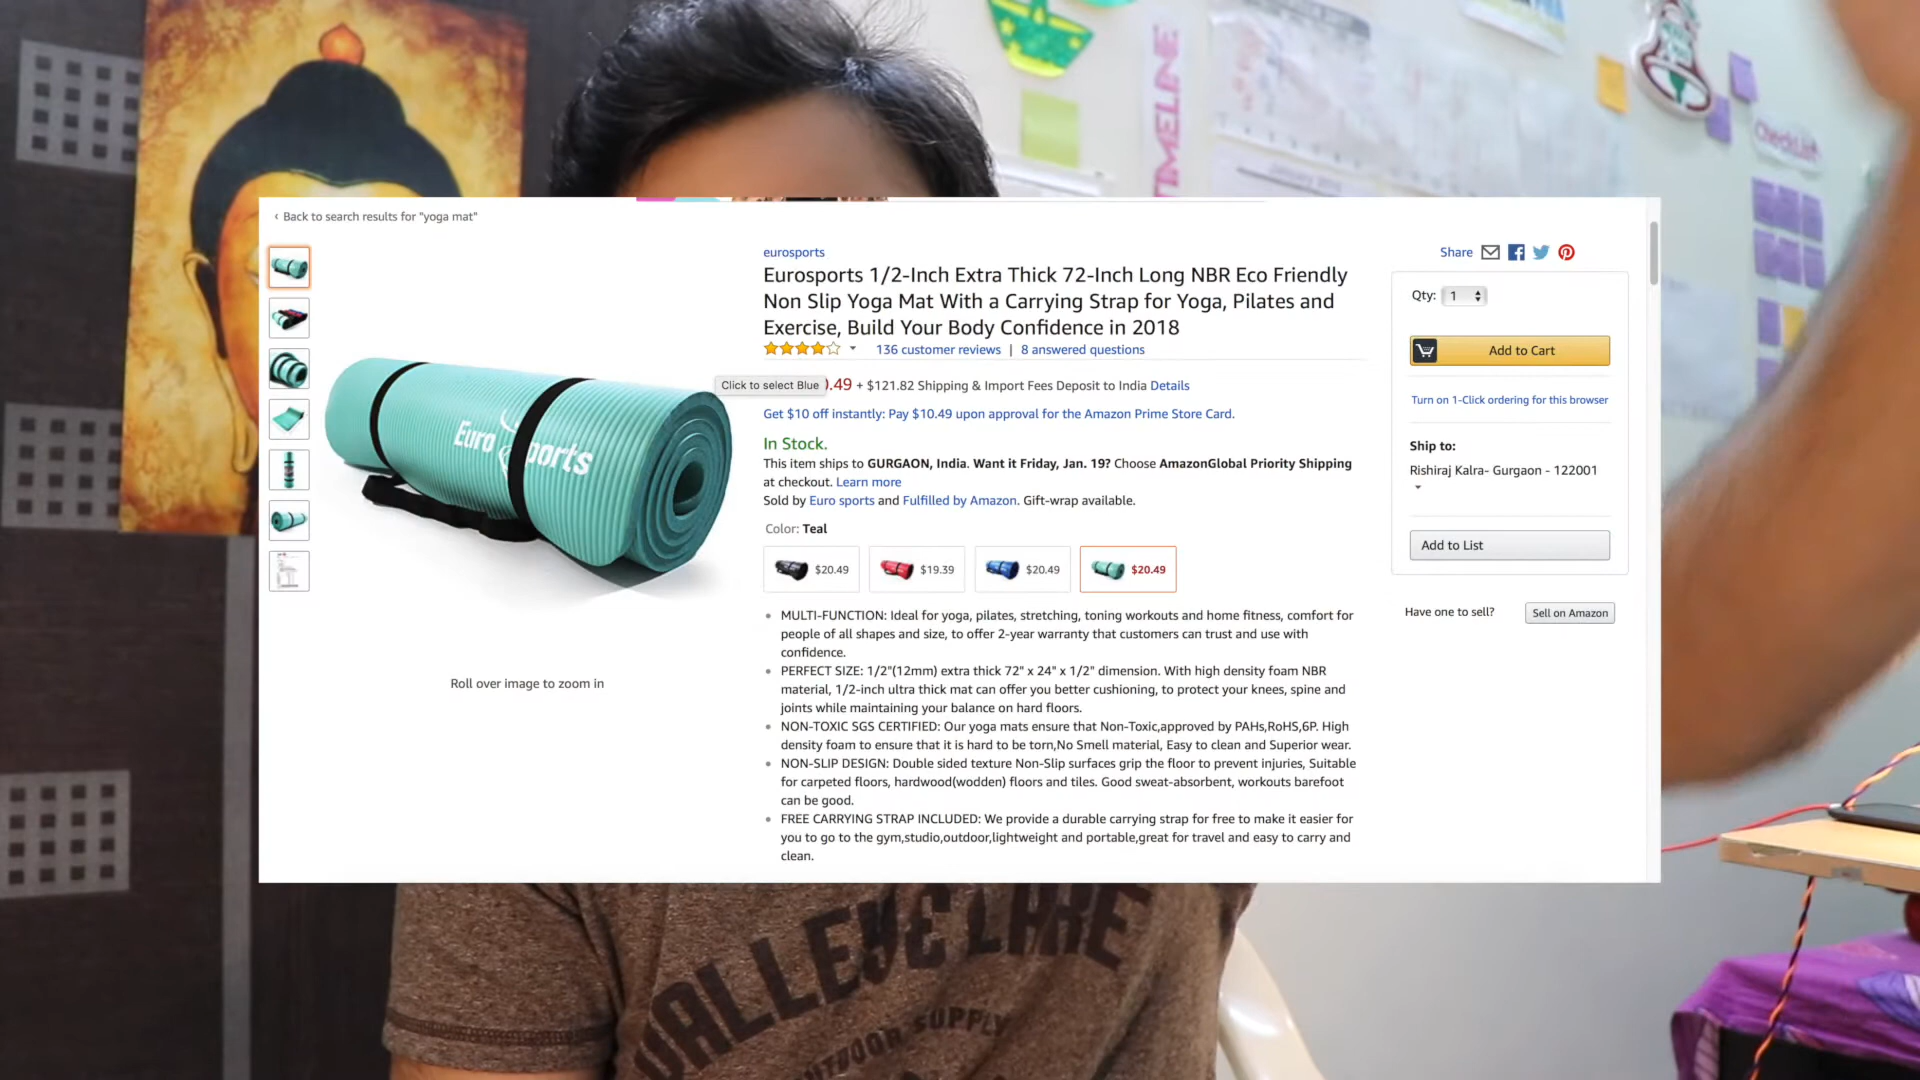 TIMELINE
CheckList
January
‹ Back to search results for "yoga mat"
eurosports
Eurosports 1/2-Inch Extra Thick 72-Inch Long NBR Eco Friendly
Non Slip Yoga Mat With a Carrying Strap for Yoga, Pilates and
Exercise, Build Your Body Confidence in 2018
136 customer reviews | 8 answered questions
Click to select Blue
.49 + $121.82 Shipping & Import Fees Deposit to India Details
Get $10 off instantly: Pay $10.49 upon approval for the Amazon Prime Store Card.
In Stock.
This item ships to GURGAON, India. Want it Friday, Jan. 19? Choose AmazonGlobal Priority Shipping
at checkout. Learn more
Sold by Euro sports and Fulfilled by Amazon. Gift-wrap available.
Color: Teal
$20.49 $19.39 $20.49 $20.49
MULTI-FUNCTION: Ideal for yoga, pilates, stretching, toning workouts and home fitness, comfort for
people of all shapes and size, to offer 2-year warranty that customers can trust and use with
confidence.
PERFECT SIZE: 1/2"(12mm) extra thick 72" x 24" x 1/2" dimension. With high density foam NBR
material, 1/2-inch ultra thick mat can offer you better cushioning, to protect your knees, spine and
joints while maintaining your balance on hard floors.
NON-TOXIC SGS CERTIFIED: Our yoga mats ensure that Non-Toxic,approved by PAHs,RoHS,6P. High
density foam to ensure that it is hard to be torn,No Smell material, Easy to clean and Superior wear.
NON-SLIP DESIGN: Double sided texture Non-Slip surfaces grip the floor to prevent injuries, Suitable
for carpeted floors, hardwood(wodden) floors and tiles. Good sweat-absorbent, workouts barefoot
can be good.
FREE CARRYING STRAP INCLUDED: We provide a durable carrying strap for free to make it easier for
you to go to the gym,studio,outdoor,lightweight and portable,great for travel and easy to carry and
clean.
Euro Sports
Roll over image to zoom in
Share
Qty: 1
Add to Cart
Turn on 1-Click ordering for this browser
Ship to:
Rishiraj Kalra- Gurgaon - 122001
Add to List
Have one to sell? Sell on Amazon
OUTDOOR SUPPLY